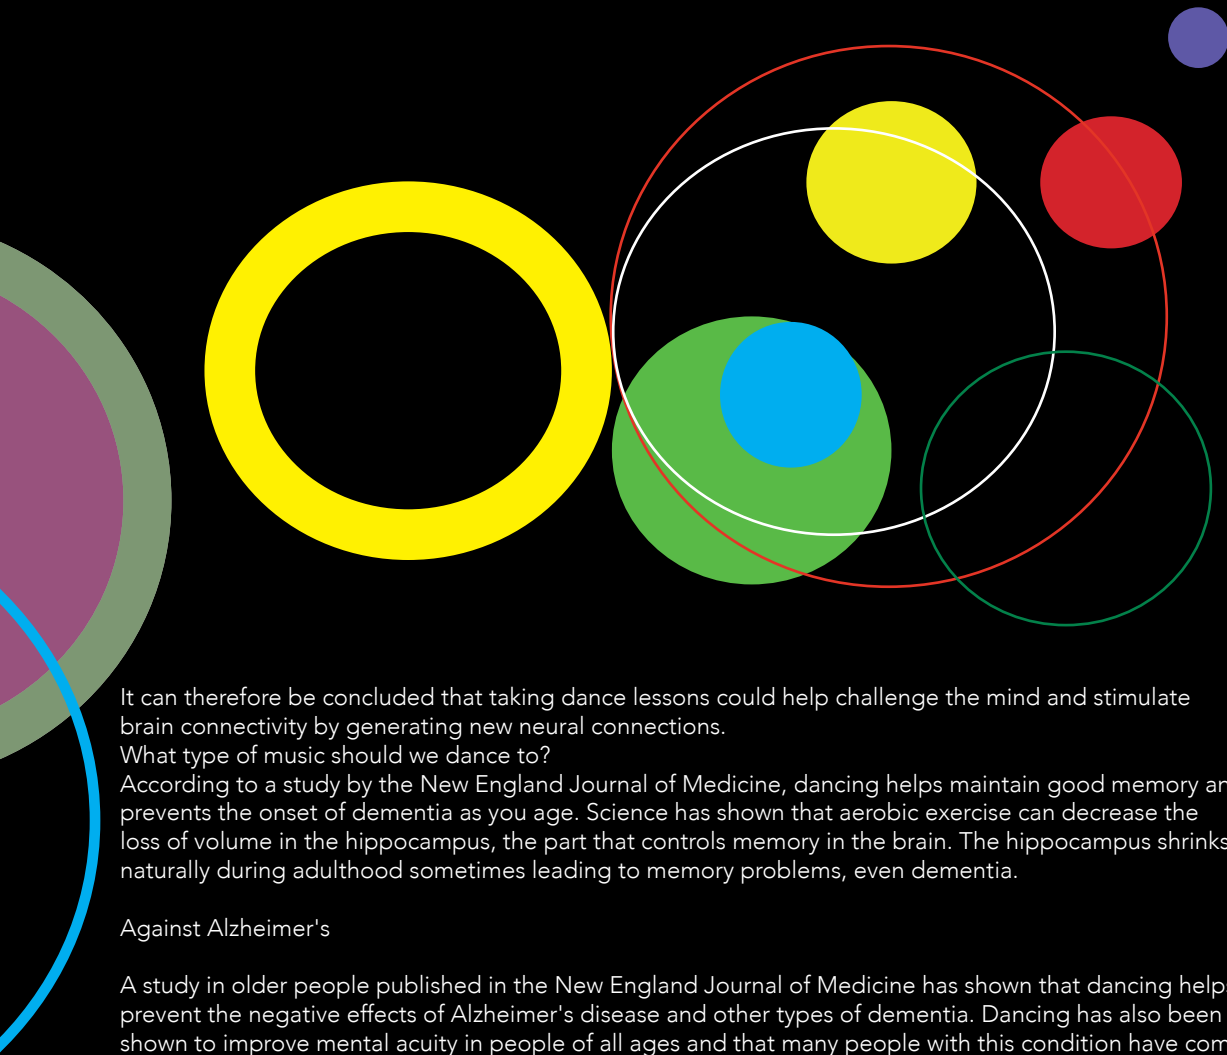 It can therefore be concluded that taking dance lessons could help challenge the mind and stimulate
brain connectivity by generating new neural connections.
What type of music should we dance to?
According to a study by the New England Journal of Medicine, dancing helps maintain good memory an
prevents the onset of dementia as you age. Science has shown that aerobic exercise can decrease the
loss of volume in the hippocampus, the part that controls memory in the brain. The hippocampus shrinks
naturally during adulthood sometimes leading to memory problems, even dementia.
Against Alzheimer's
A study in older people published in the New England Journal of Medicine has shown that dancing helps
prevent the negative effects of Alzheimer's disease and other types of dementia. Dancing has also been
shown to improve mental acuity in people of all ages and that many people with this condition have com